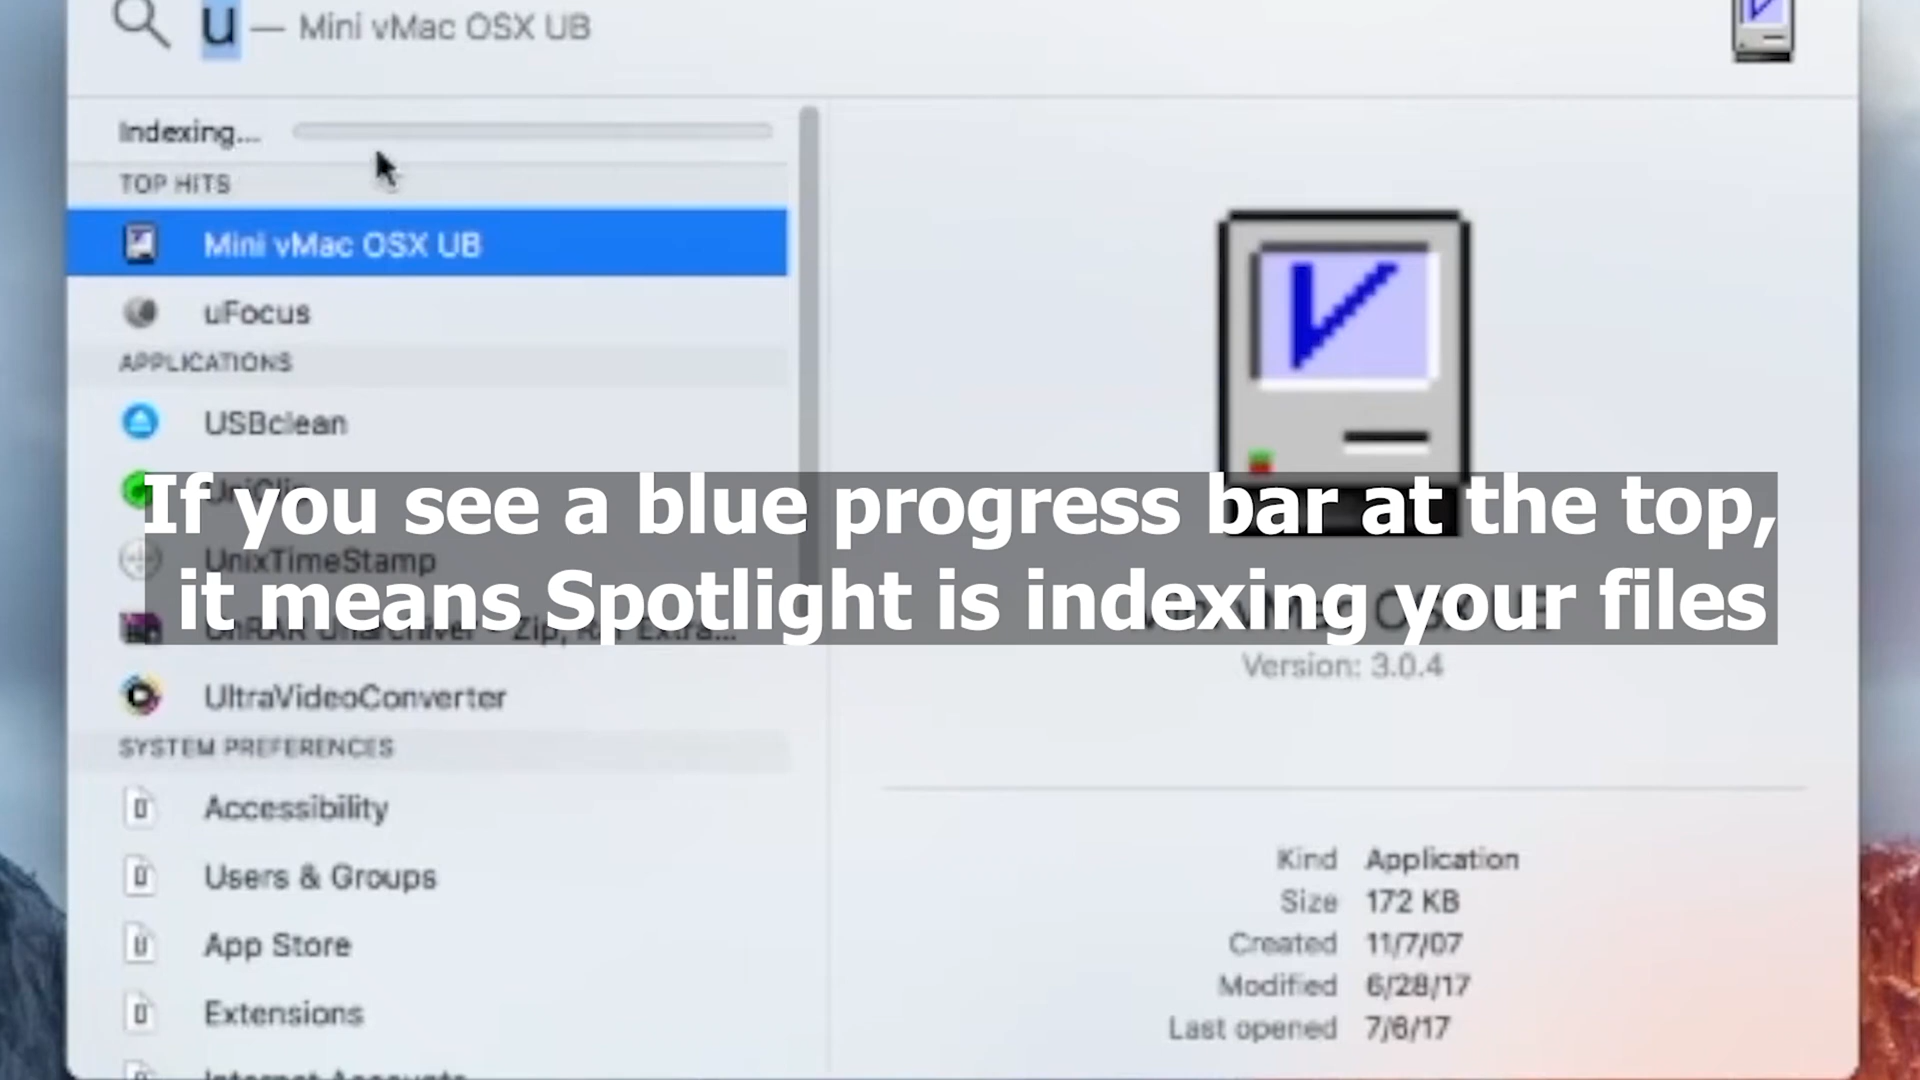 u — Mini vMac OSX UB
Indexing...
TOP HITS
Mini vMac OSX UB
uFocus
APPLICATIONS
USBclean
UniClip
UnixTimeStamp
UltraVideoConverter
SYSTEM PREFERENCES
Accessibility
Users & Groups
App Store
Extensions
Internet Accounts
If you see a blue progress bar at the top,
it means Spotlight is indexing your files
Version: 3.0.4
Kind Application
Size 172 KB
Created 11/7/07
Modified 6/28/17
Last opened 7/6/17